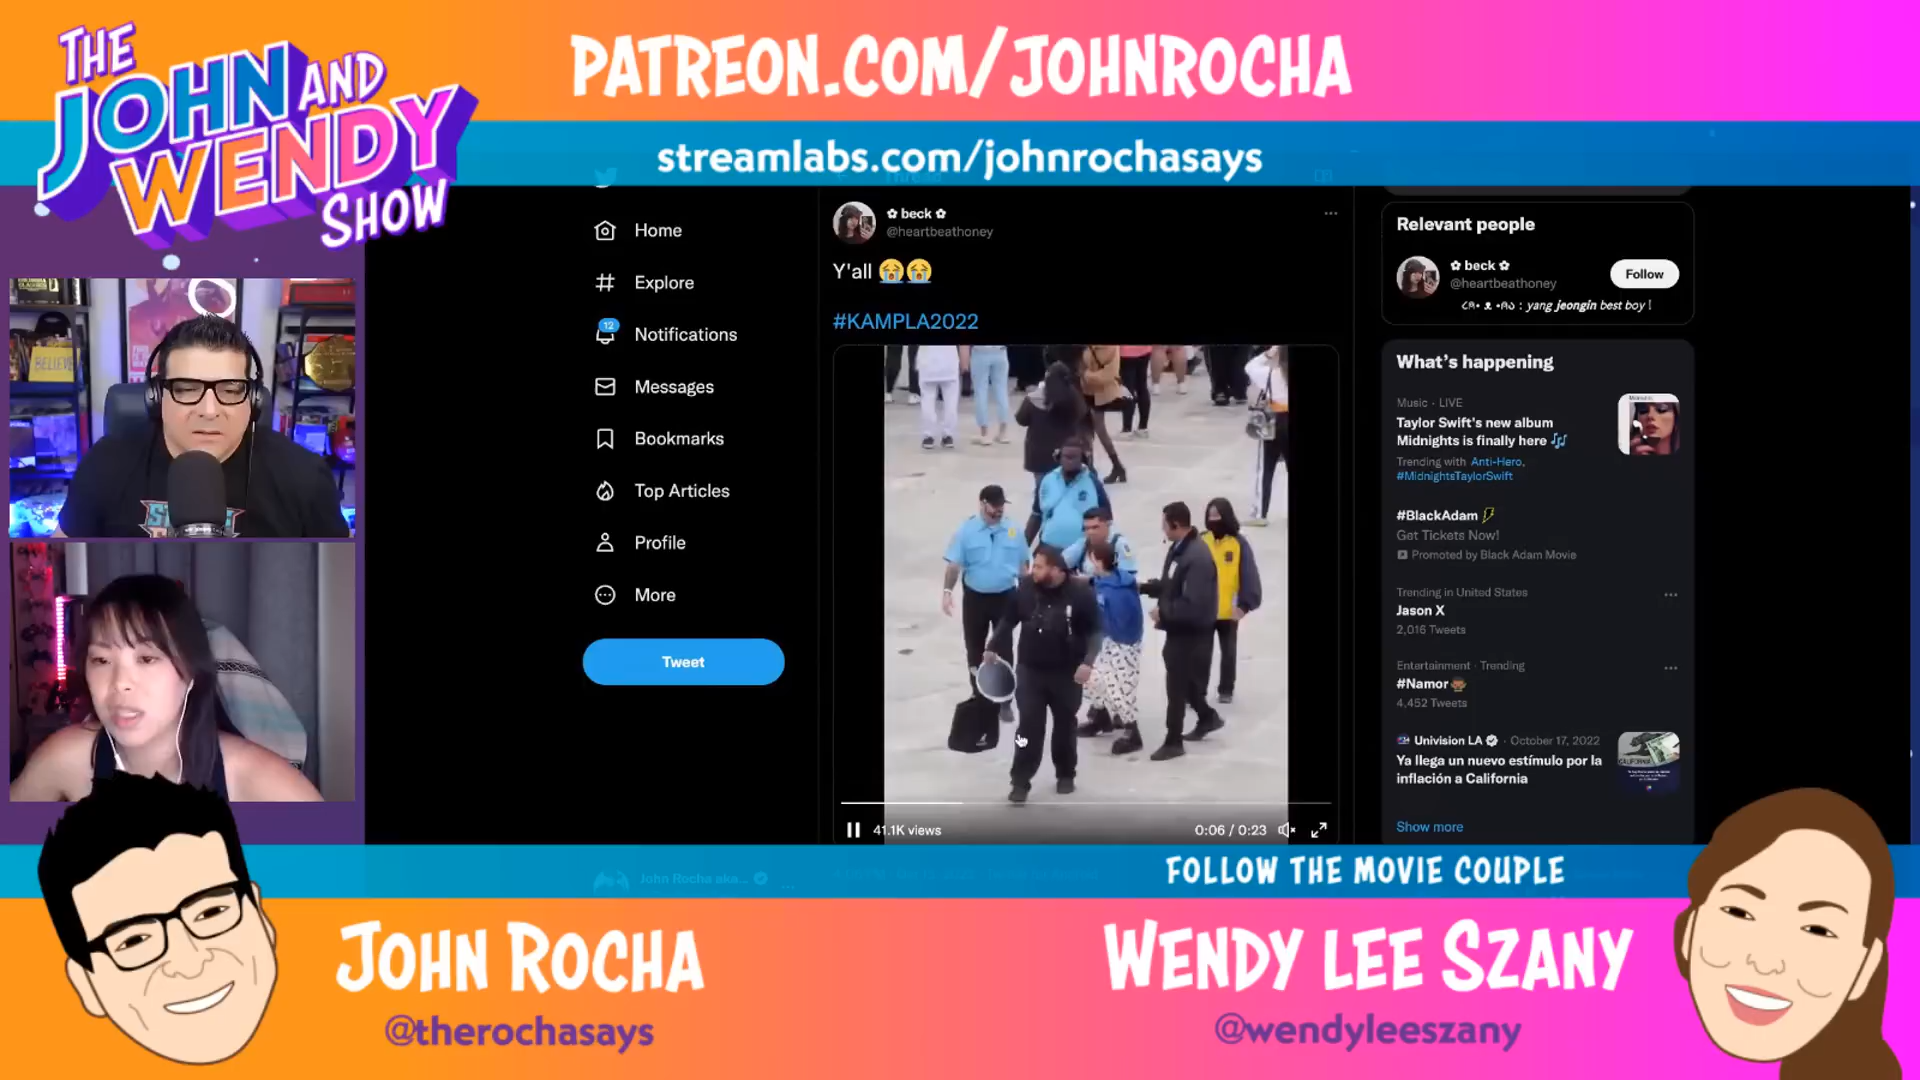 THE
JOHN AND
WENDY
SHOW
PATREON.COM/JOHNROCHA
streamlabs.com/johnrochasays
BELIEVE
Home
Explore
12
Notifications
Messages
Bookmarks
Top Articles
Profile
More
Tweet
John Rocha aka...
✿ beck ✿
@heartbeathoney
Y'all 😭😭
#KAMPLA2022
41.1K views
0:06 / 0:23
Relevant people
✿ beck ✿
@heartbeathoney
Follow
: yang jeongin best boy !
What's happening
Music · LIVE
Taylor Swift's new album
Midnights is finally here 🎶
Trending with Anti-Hero,
#MidnightsTaylorSwift
#BlackAdam
Get Tickets Now!
Promoted by Black Adam Movie
Trending in United States
Jason X
2,016 Tweets
Entertainment · Trending
#Namor
4,452 Tweets
Univision LA · October 17, 2022
Ya llega un nuevo estímulo por la
inflación a California
Show more
FOLLOW THE MOVIE COUPLE
JOHN ROCHA
@therochasays
WENDY LEE SZANY
@wendyleeszany